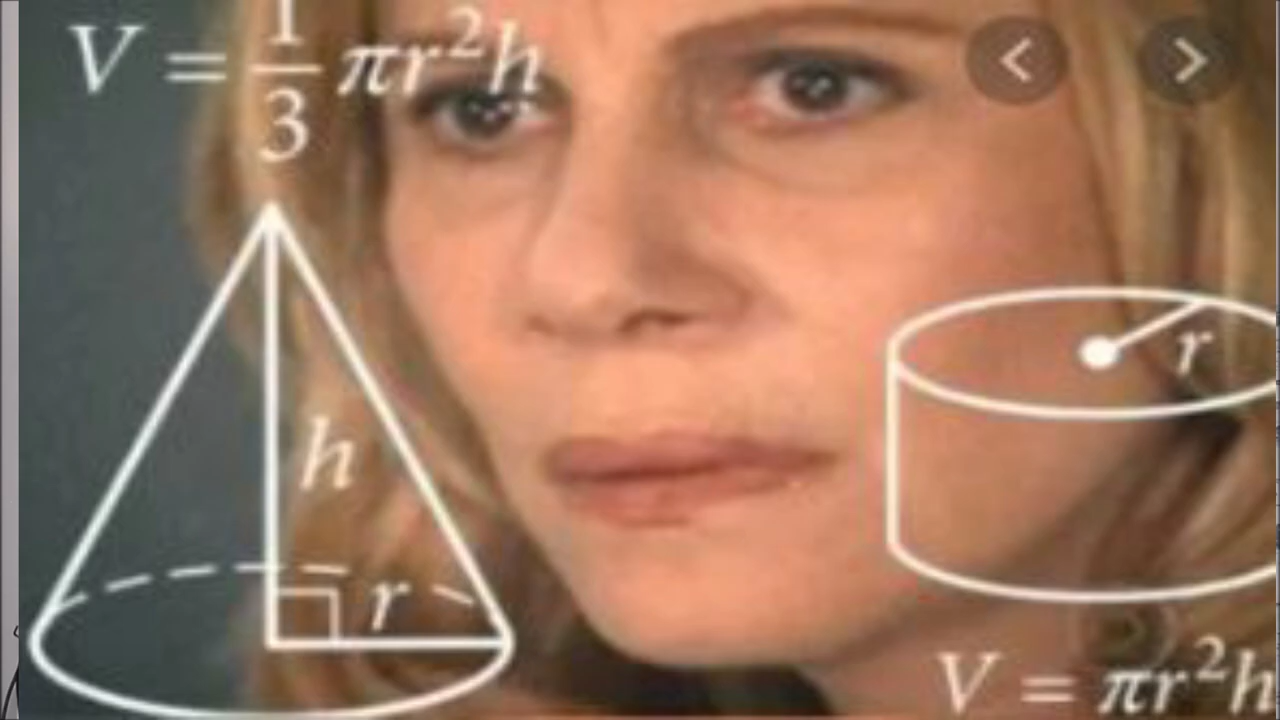 V = 1/3 πr²h
h
r
r
V = πr²h